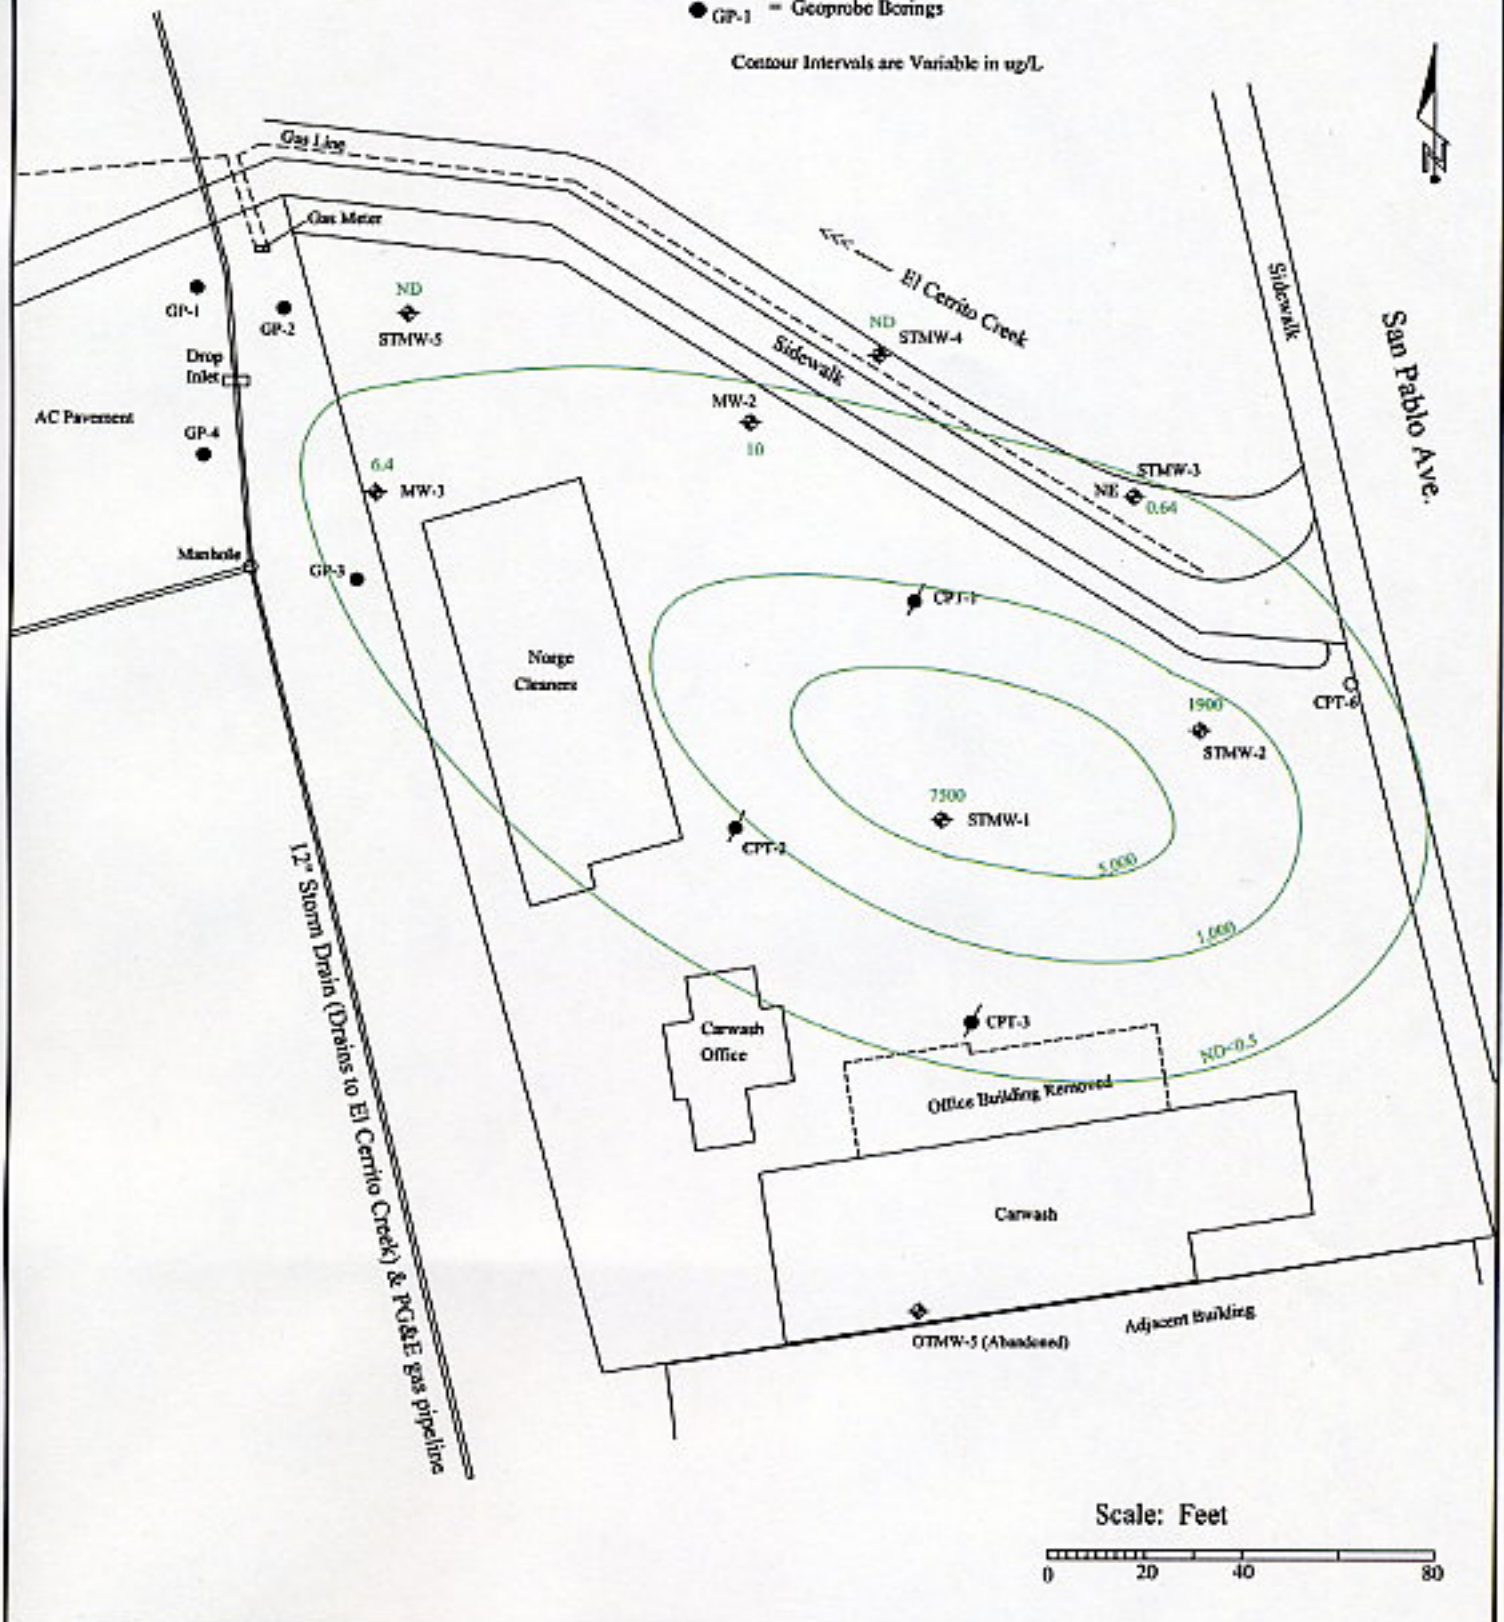 GP-1 = Geoprobe Borings
Contour Intervals are Variable in ug/L
Gas Line
Gas Meter
GP-1
GP-2
ND
STMW-5
<<<
El Cerrito Creek
ND
STMW-4
Sidewalk
Sidewalk
San Pablo Ave.
Drop
Inlet
AC Pavement
GP-4
MW-2
10
6.4
MW-3
STMW-3
NE
0.64
Manhole
GP-3
CPT-1
Norge
Cleaners
1900
STMW-2
CPT-6
7500
STMW-1
CPT-2
5,000
1,000
12" Storm Drain (Drains to El Cerrito Creek) & PG&E gas pipeline
CPT-3
Carwash
Office
ND<0.5
Office Building Removed
Carwash
OTMW-5 (Abandoned)
Adjacent Building
Scale: Feet
0 20 40 80